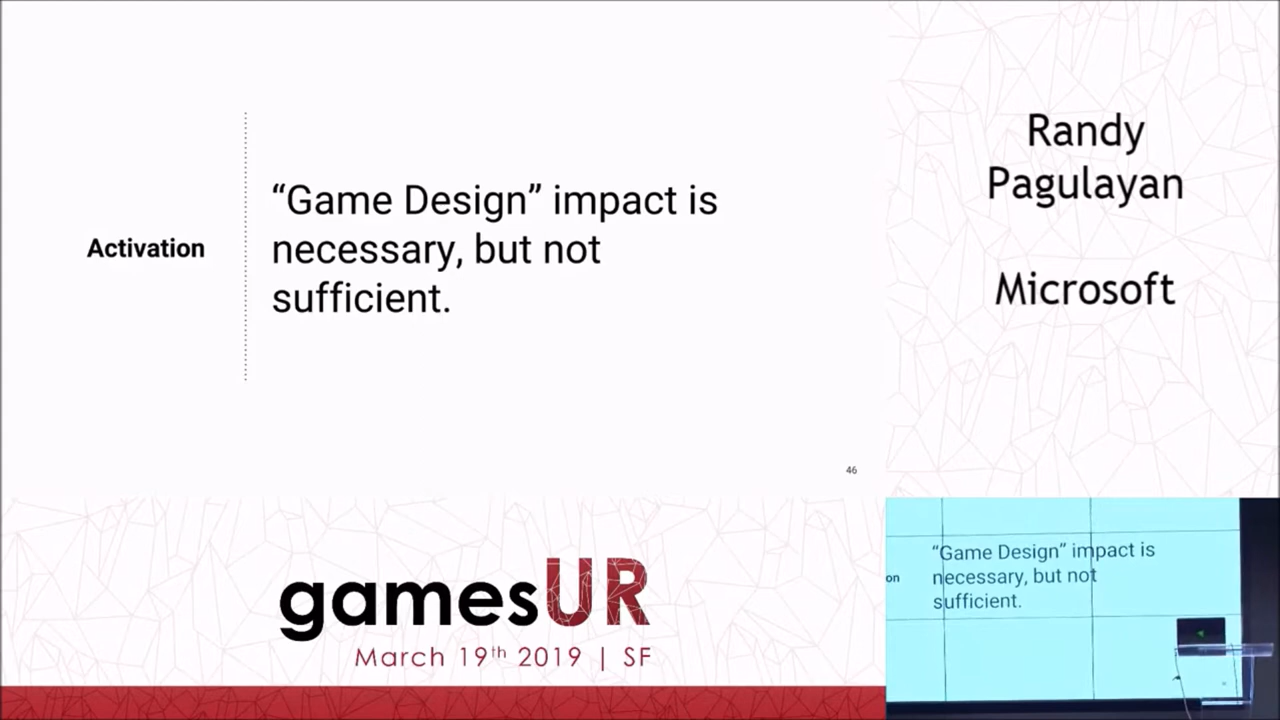 Activation
“Game Design” impact is
necessary, but not
sufficient.
46
Randy
Pagulayan
Microsoft
gamesUR
March 19th 2019 | SF
on
“Game Design” impact is
necessary, but not
sufficient.